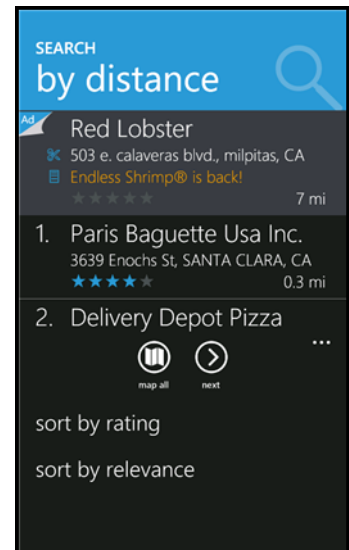 SEARCH
by distance
Ad
Red Lobster
503 e. calaveras blvd., milpitas, CA
Endless Shrimp® is back!
7 mi
1. Paris Baguette Usa Inc.
3639 Enochs St, SANTA CLARA, CA
0.3 mi
2. Delivery Depot Pizza
...
map all
next
sort by rating
sort by relevance